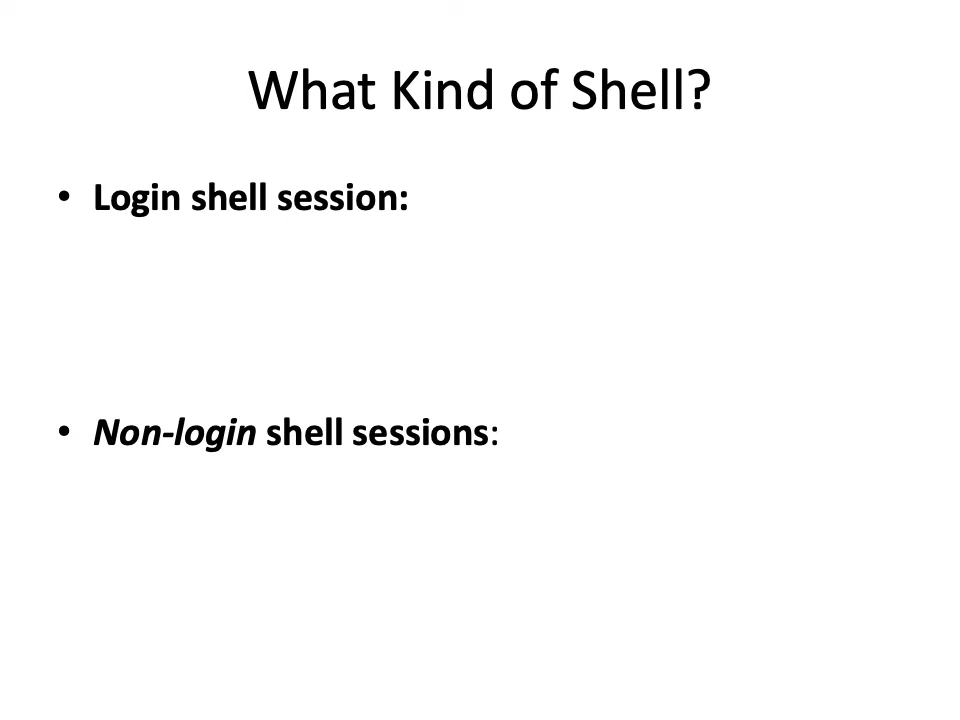 What Kind of Shell?
• Login shell session:
• Non-login shell sessions: